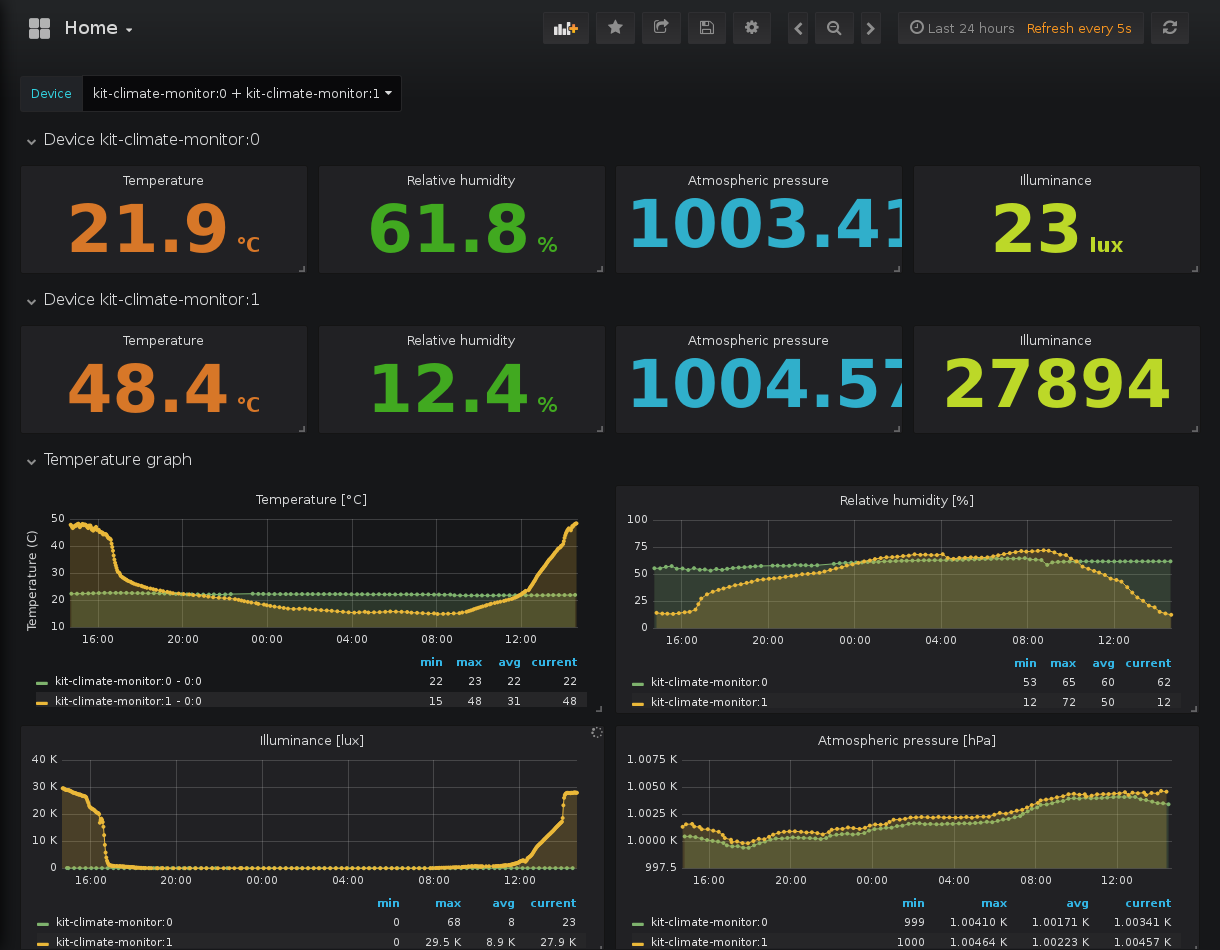 Home
Last 24 hours Refresh every 5s
Device kit-climate-monitor:0 + kit-climate-monitor:1
Device kit-climate-monitor:0
Temperature Relative humidity Atmospheric pressure Illuminance
21.9 °C 61.8 % 1003.41 23 lux
Device kit-climate-monitor:1
Temperature Relative humidity Atmospheric pressure Illuminance
48.4 °C 12.4 % 1004.57 27894
Temperature graph
Temperature [°C]
Temperature (C)
50
40
30
20
10
16:00 20:00 00:00 04:00 08:00 12:00
min max avg current
kit-climate-monitor:0 - 0:0 22 23 22 22
kit-climate-monitor:1 - 0:0 15 48 31 48
Relative humidity [%]
100
75
50
25
0
16:00 20:00 00:00 04:00 08:00 12:00
min max avg current
kit-climate-monitor:0 53 65 60 62
kit-climate-monitor:1 12 72 50 12
Illuminance [lux]
40 K
30 K
20 K
10 K
0
16:00 20:00 00:00 04:00 08:00 12:00
min max avg current
kit-climate-monitor:0 0 68 8 23
kit-climate-monitor:1 0 29.5 K 8.9 K 27.9 K
Atmospheric pressure [hPa]
1.0075 K
1.0050 K
1.0025 K
1.0000 K
997.5
16:00 20:00 00:00 04:00 08:00 12:00
min max avg current
kit-climate-monitor:0 999 1.00410 K 1.00171 K 1.00341 K
kit-climate-monitor:1 1000 1.00464 K 1.00223 K 1.00457 K